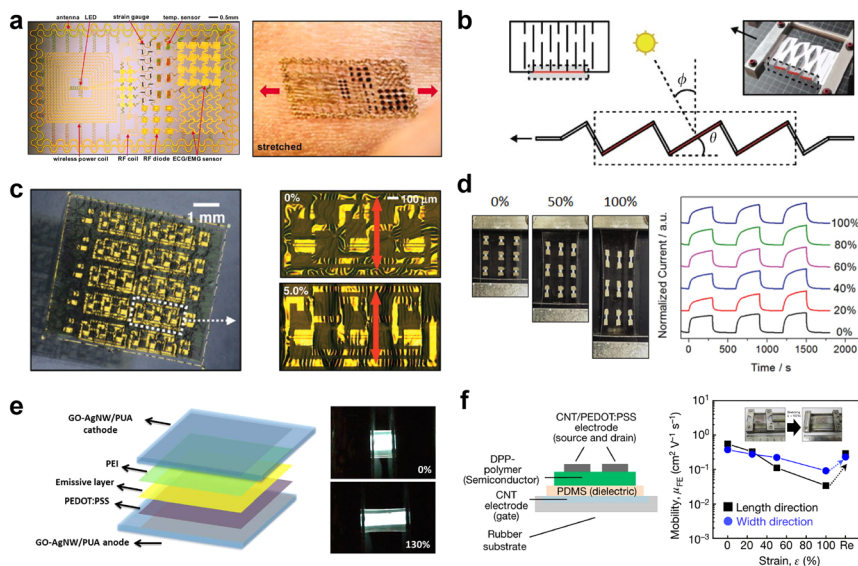 a
antenna
LED
strain gauge
temp. sensor
0.5mm
wireless power coil
RF coil
RF diode
ECG/EMG sensor
stretched
b
ϕ
θ
c
1 mm
0%
100 μm
5.0%
d
0%
50%
100%
Normalized Current / a.u.
100%
80%
60%
40%
20%
0%
0
500
1000
1500
2000
Time / s
e
GO-AgNW/PUA
cathode
PEI
Emissive layer
PEDOT:PSS
GO-AgNW/PUA anode
0%
130%
f
CNT/PEDOT:PSS
electrode
(source and drain)
DPP-
polymer
(Semiconductor)
PDMS (dielectric)
CNT
electrode
(gate)
Rubber
substrate
Mobility, μFE (cm² V⁻¹ s⁻¹)
10¹
10⁰
10⁻¹
10⁻²
10⁻³
Length direction
Width direction
0
20
40
60
80
100
Re
Strain, ε (%)